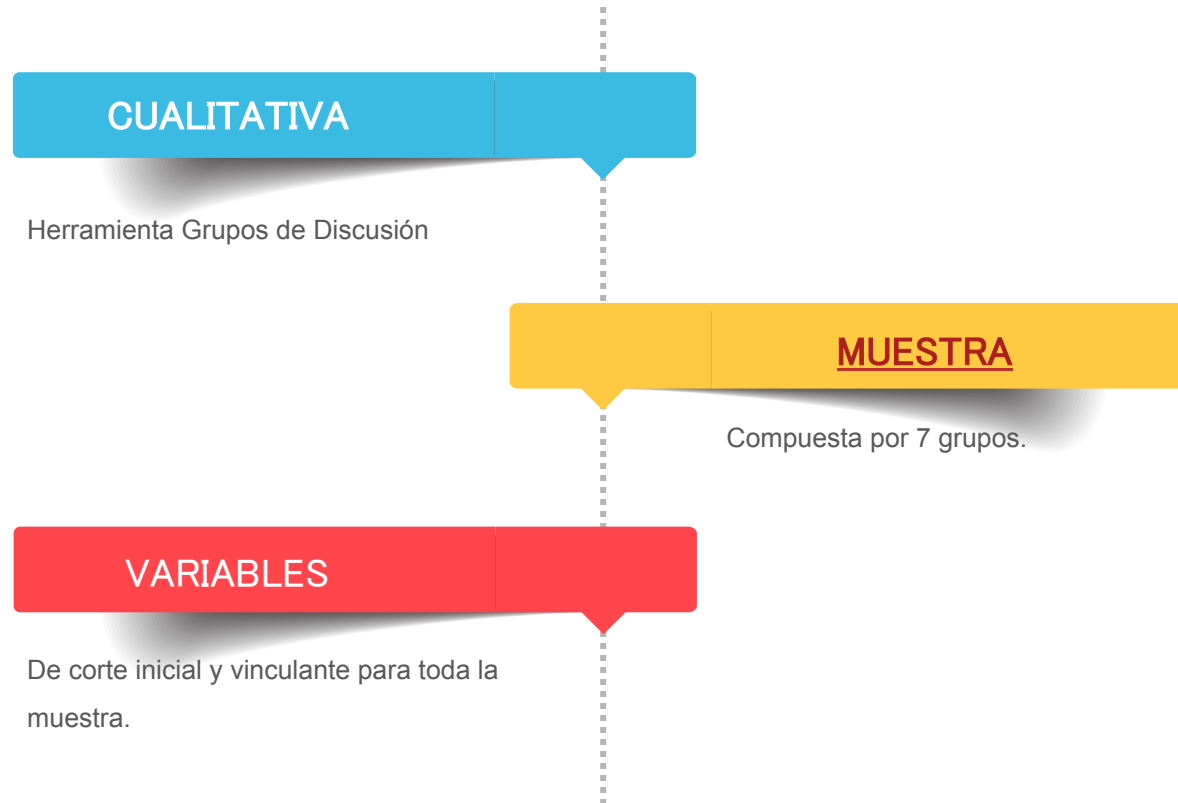 CUALITATIVA
Herramienta Grupos de Discusión
MUESTRA
Compuesta por 7 grupos.
VARIABLES
De corte inicial y vinculante para toda la
muestra.